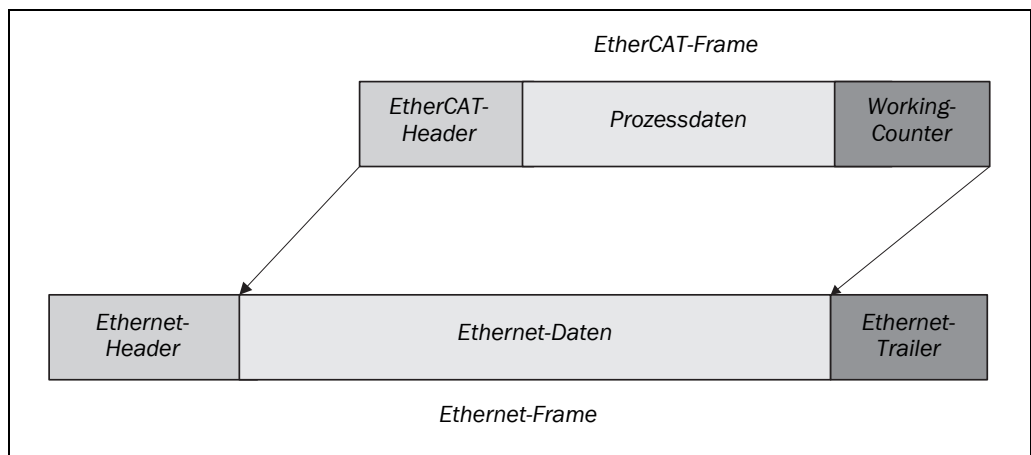 EtherCAT-Frame
EtherCAT-
Header
Prozessdaten
Working-
Counter
Ethernet-
Header
Ethernet-Daten
Ethernet-
Trailer
Ethernet-Frame